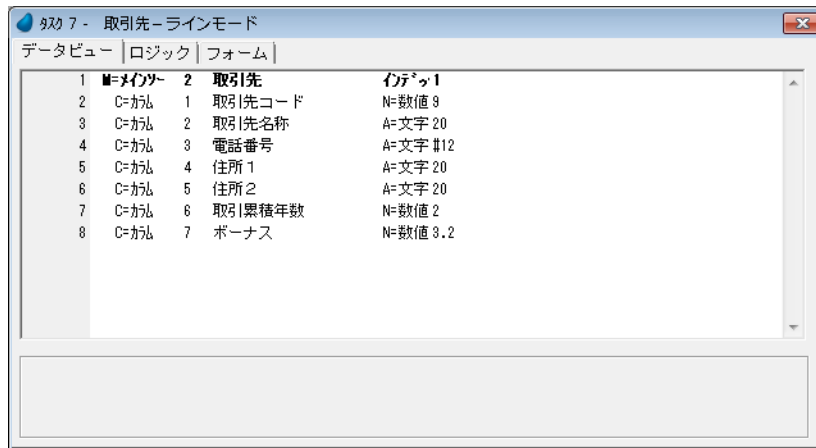 ﾀｽｸ 7 - 取引先－ラインモード
データビュー ロジック フォーム
1 M=ﾒｲﾝｿｰ 2 取引先 ｲﾝﾃﾞｯ 1
2 C=ｶﾗﾑ 1 取引先コード N=数値 9
3 C=ｶﾗﾑ 2 取引先名称 A=文字 20
4 C=ｶﾗﾑ 3 電話番号 A=文字 #12
5 C=ｶﾗﾑ 4 住所１ A=文字 20
6 C=ｶﾗﾑ 5 住所２ A=文字 20
7 C=ｶﾗﾑ 6 取引累積年数 N=数値 2
8 C=ｶﾗﾑ 7 ボーナス N=数値 3.2